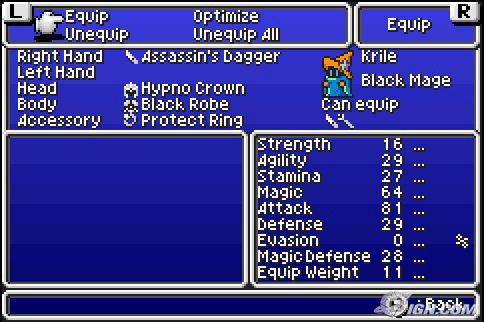 L Equip Optimize Equip R
Unequip Unequip All
Right Hand Assassin's Dagger Krile
Left Hand
Head Hypno Crown Black Mage
Body Black Robe Can equip
Accessory Protect Ring
Strength 16 ...
Agility 29 ...
Stamina 27 ...
Magic 64 ...
Attack 81 ...
Defense 29 ...
Evasion 0 ... %
Magic Defense 28 ...
Equip Weight 11 ...
:Back
IGN.COM